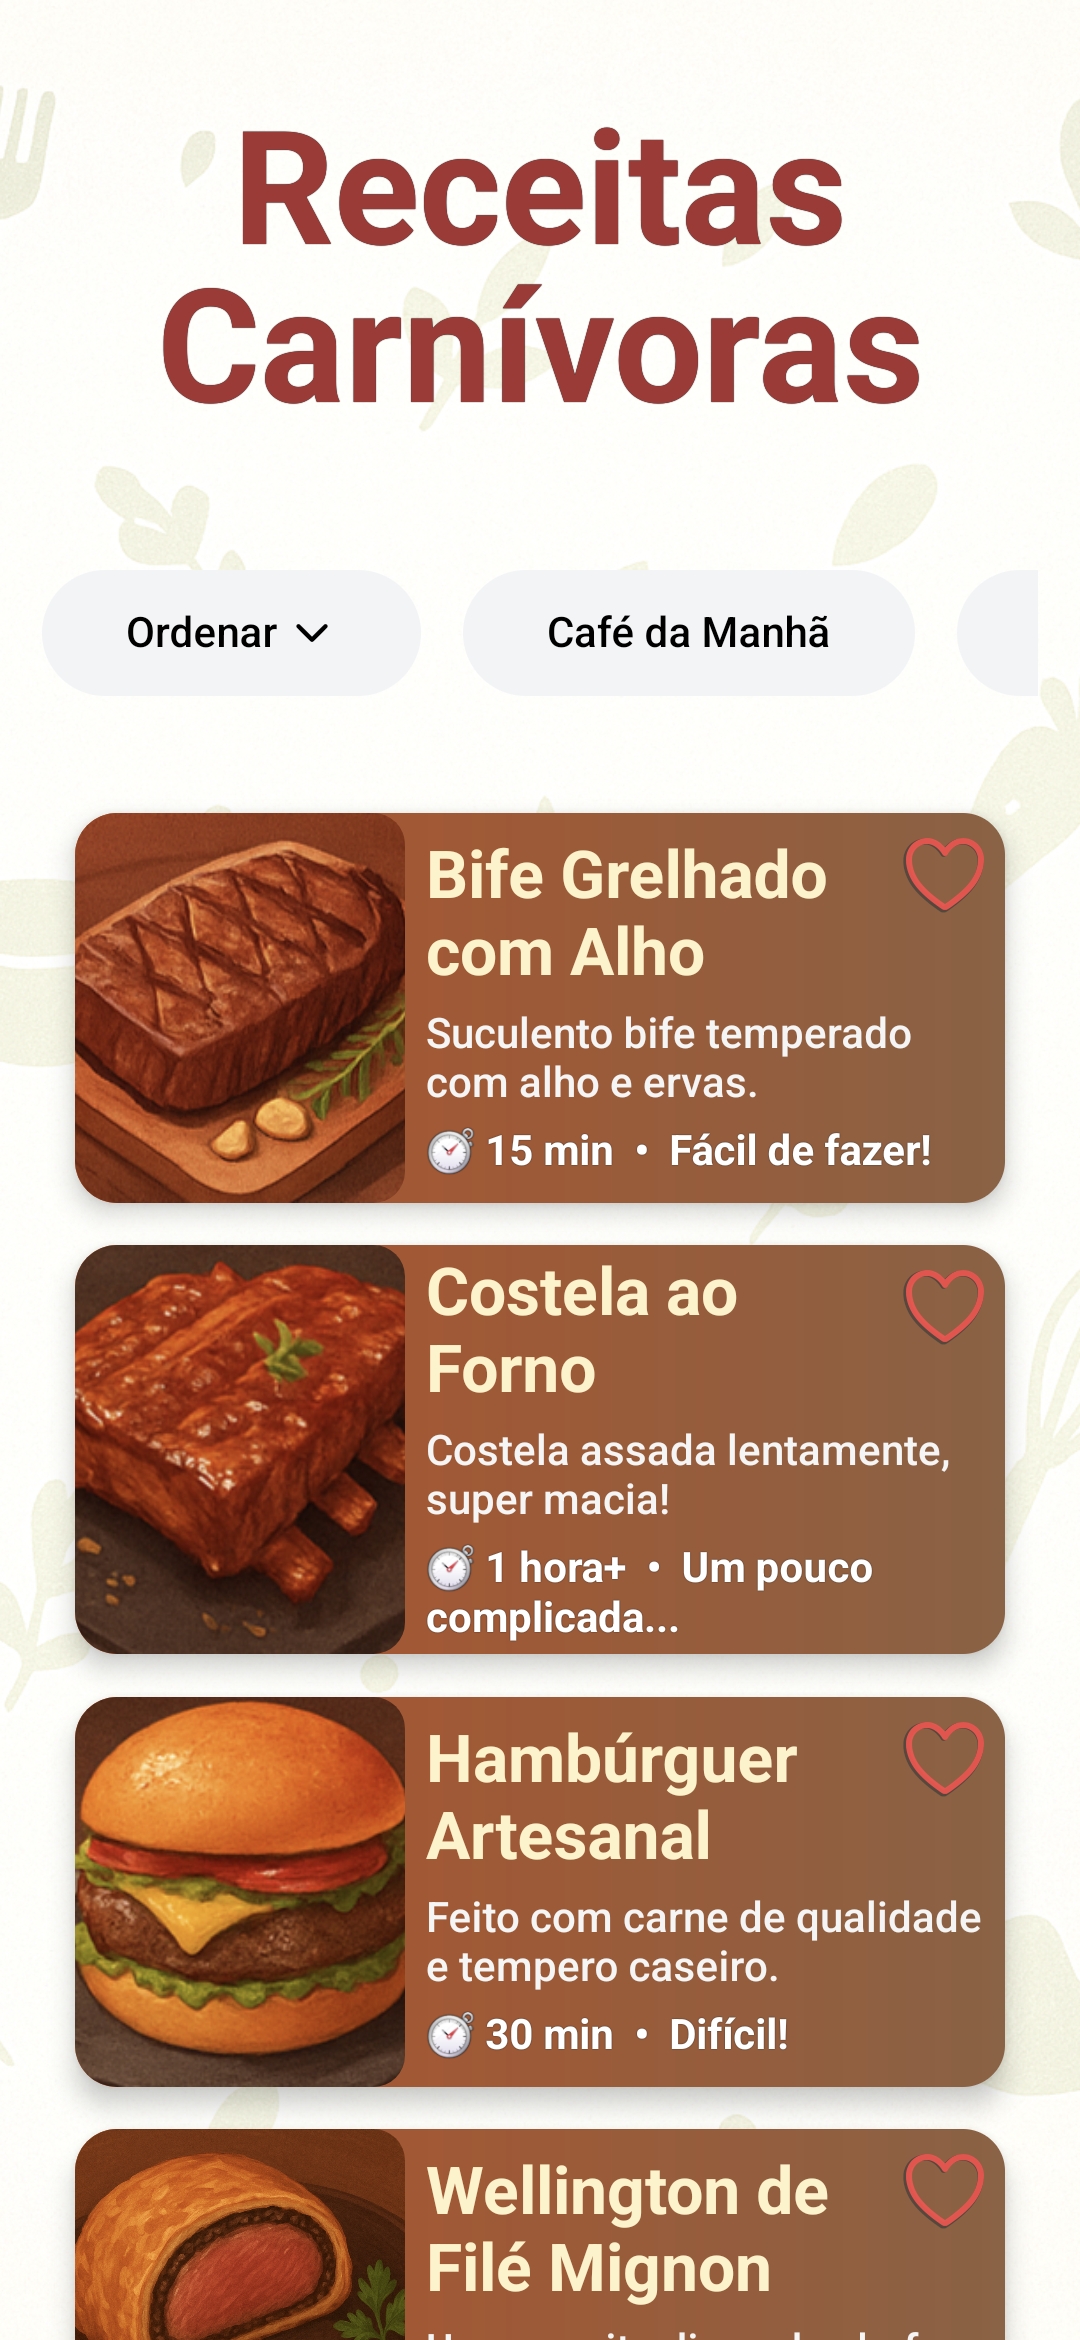 Receitas
Carnívoras
Ordenar
Café da Manhã
Bife Grelhado
com Alho
Suculento bife temperado
com alho e ervas.
15 min • Fácil de fazer!
Costela ao
Forno
Costela assada lentamente,
super macia!
1 hora+ • Um pouco
complicada...
Hambúrguer
Artesanal
Feito com carne de qualidade
e tempero caseiro.
30 min • Difícil!
Wellington de
Filé Mignon